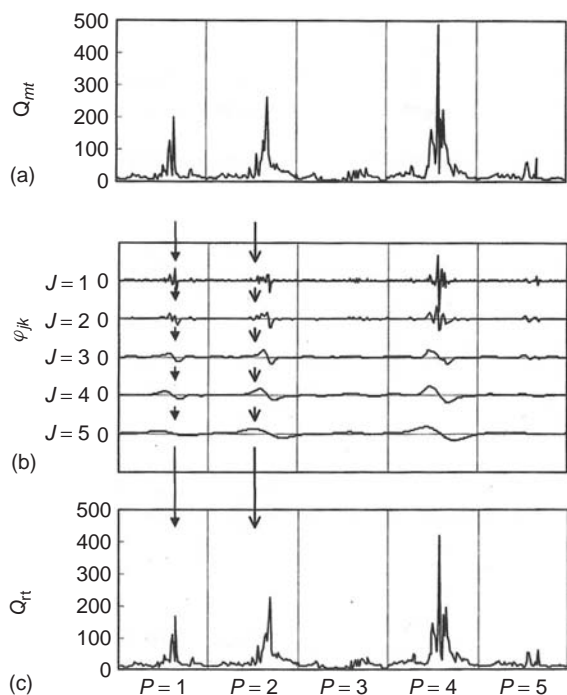 500
400
Q_mt
300
200
100
(a)
0
J = 1 0
J = 2 0
φ_jk
J = 3 0
J = 4 0
J = 5 0
(b)
500
400
Q_rt
300
200
100
0
(c)
P = 1 P = 2 P = 3 P = 4 P = 5